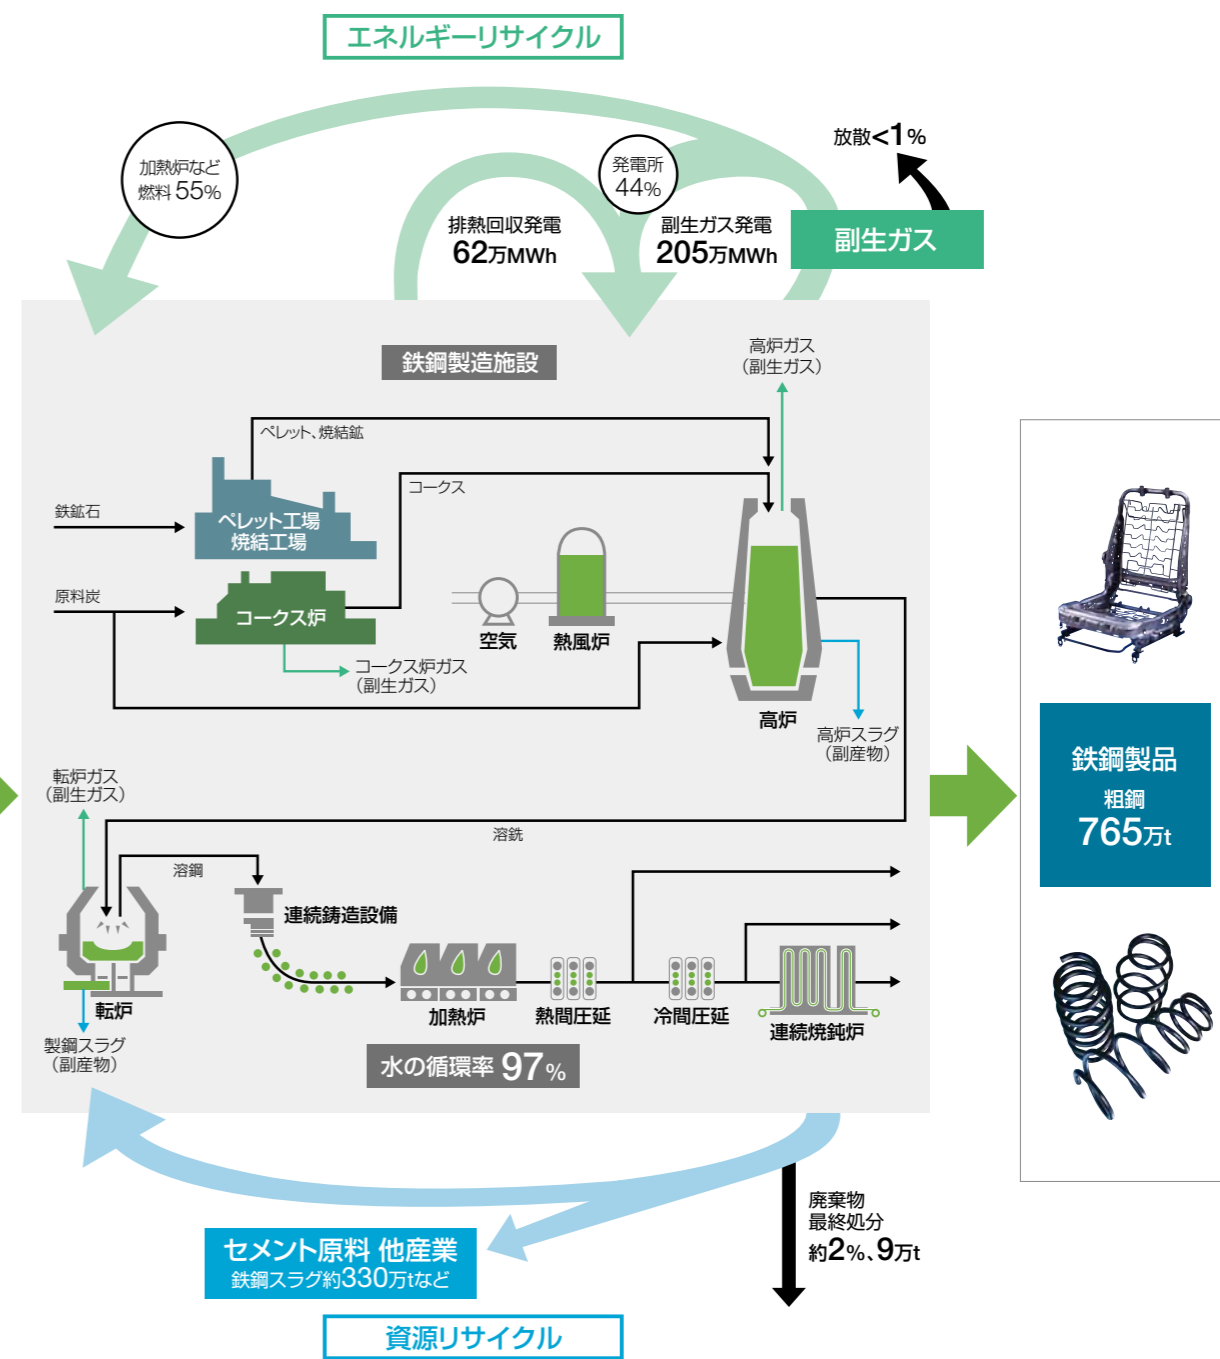 エネルギーリサイクル
加熱炉など
燃料 55%
発電所
44%
放散<1%
排熱回収発電
62万MWh
副生ガス発電
205万MWh
副生ガス
鉄鋼製造施設
高炉ガス
（副生ガス）
ペレット、焼結鉱
コークス
鉄鉱石
ペレット工場
焼結工場
原料炭
コークス炉
空気
熱風炉
コークス炉ガス
（副生ガス）
高炉
高炉スラグ
（副産物）
鉄鋼製品
粗鋼
765万t
転炉ガス
（副生ガス）
溶銑
溶鋼
連続鋳造設備
転炉
加熱炉
熱間圧延
冷間圧延
連続焼鈍炉
製鋼スラグ
（副産物）
水の循環率 97%
廃棄物
最終処分
約2%、9万t
セメント原料 他産業
鉄鋼スラグ約330万tなど
資源リサイクル